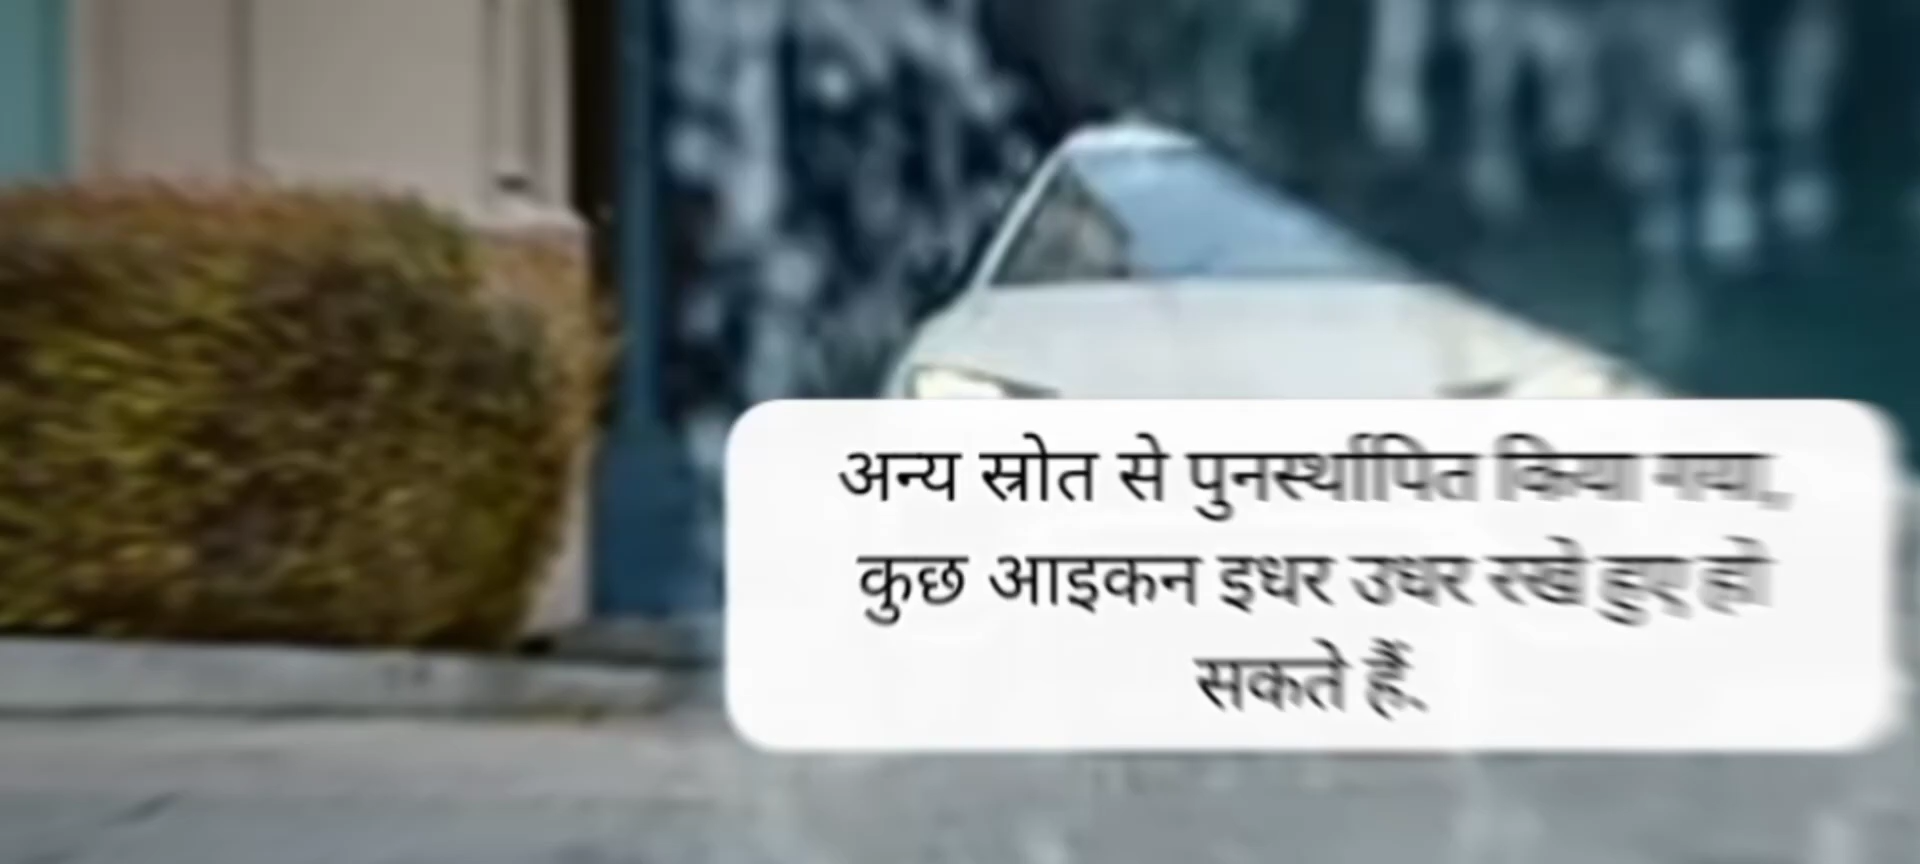 अन्य स्रोत से पुनर्स्थापित किया गया,
कुछ आइकन इधर उधर रखे हुए हो
सकते हैं.